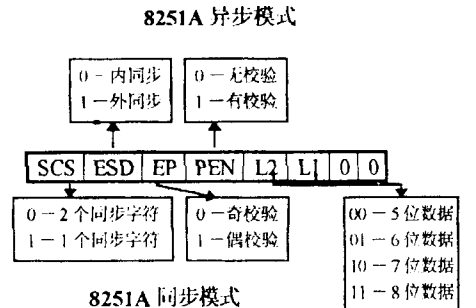 8251A 异步模式
0－内同步
1－外同步
0－无校验
1－有校验
SCS ESD EP PEN L2 L1 0 0
0－2个同步字符
1－1个同步字符
0－奇校验
1－偶校验
00－5位数据
01－6位数据
10－7位数据
11－8位数据
8251A 同步模式